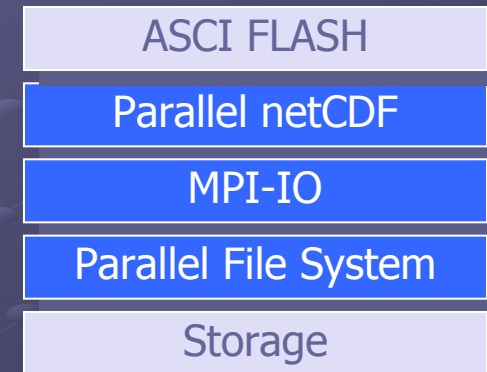 ASCI FLASH
Parallel netCDF
MPI-IO
Parallel File System
Storage